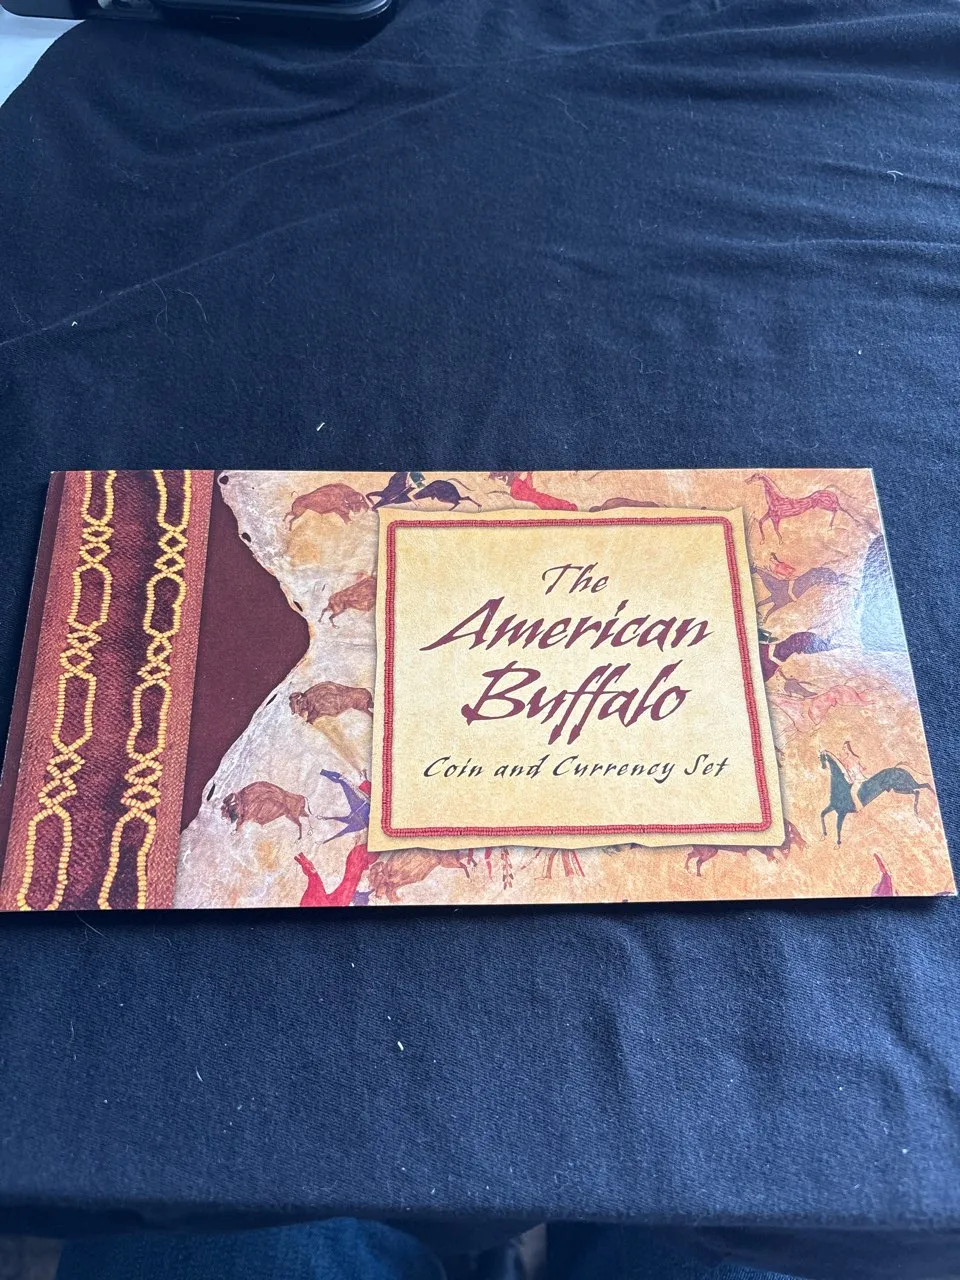 The
American
Buffalo
Coin and Currency Set